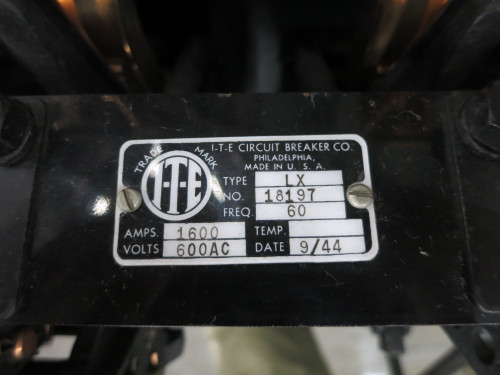 I-T-E CIRCUIT BREAKER CO.
PHILADELPHIA,
MADE IN U.S.A.
TRADE MARK
I-T-E
TYPE LX
NO. 18197
FREQ. 60
AMPS. 1600 TEMP.
VOLTS 600AC DATE 9/44